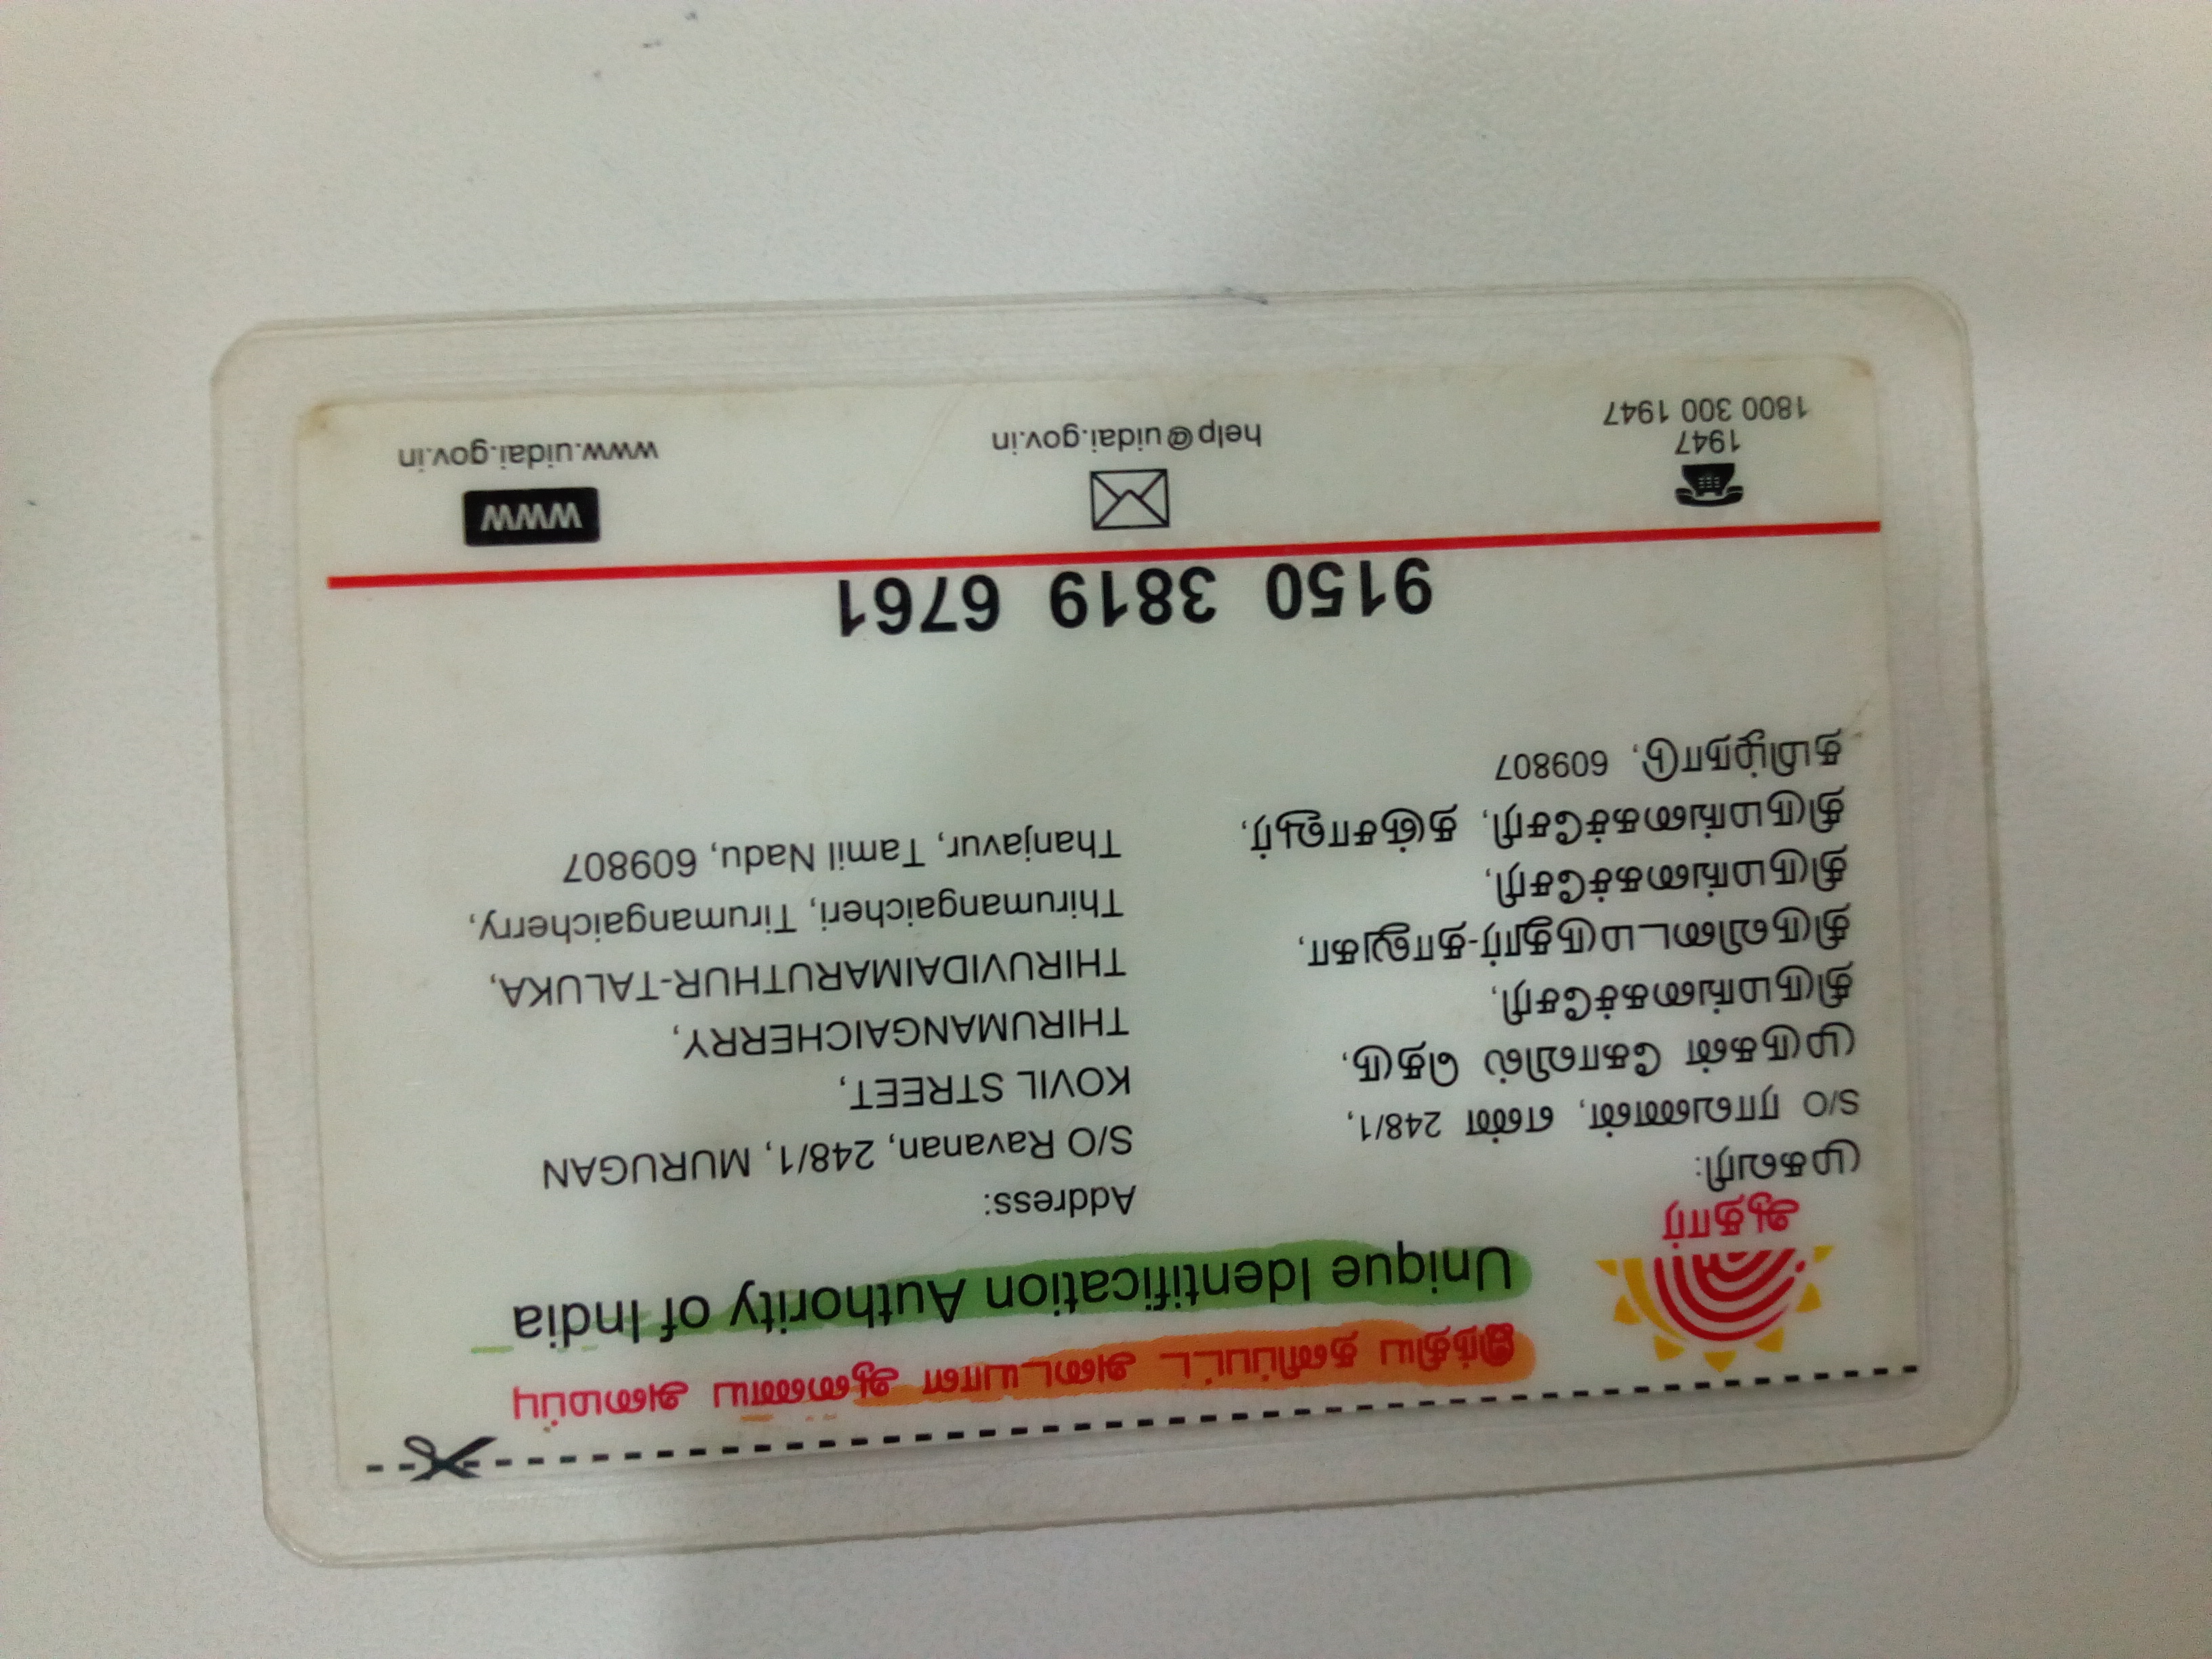 இந்திய தனிப்பட்ட அடையாள ஆணைய அமைப்பு
Unique Identification Authority of India
ஆதார்
முகவரி:
S/O ராவணன், எண் 248/1,
முருகன் கோவில் தெரு,
திருமங்கைச்சேரி,
திருவிடைமருதூர்-தாலுகா,
திருமங்கைச்சேரி,
திருமங்கைச்சேரி, தஞ்சாவூர்,
தமிழ்நாடு, 609807
Address:
S/O Ravanan, 248/1, MURUGAN
KOVIL STREET,
THIRUMANGAICHERRY,
THIRUVIDAIMARUTHUR-TALUKA,
Thirumangaicheri, Tirumangaicherry,
Thanjavur, Tamil Nadu, 609807
9150 3819 6761
1947
1800 300 1947
help@uidai.gov.in
WWW
www.uidai.gov.in